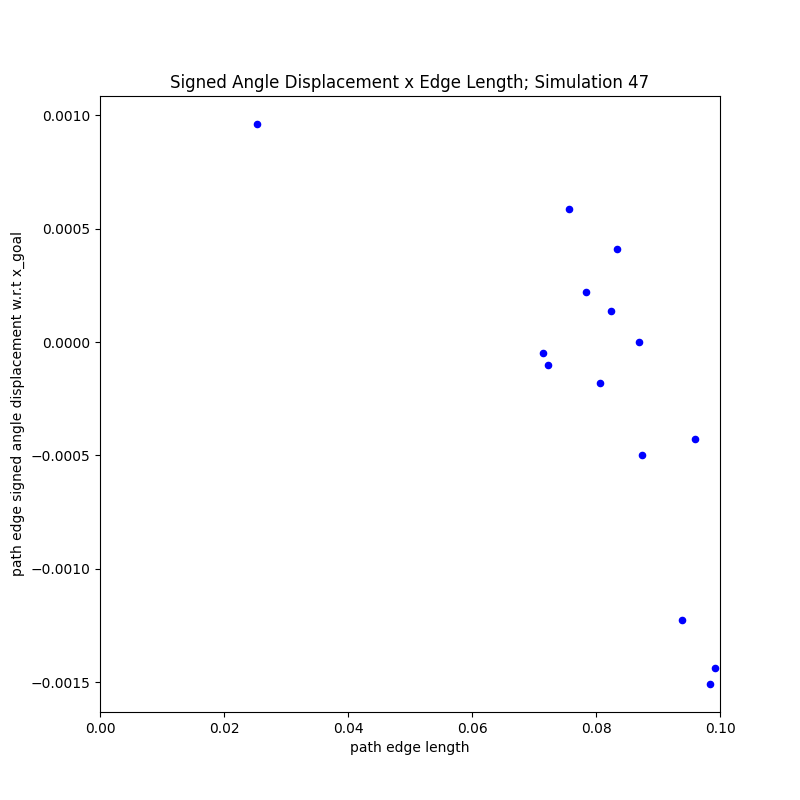 Signed Angle Displacement x Edge Length; Simulation 47
path edge signed angle displacement w.r.t x_goal
0.0010
0.0005
0.0000
−0.0005
−0.0010
−0.0015
0.00 0.02 0.04 0.06 0.08 0.10
path edge length